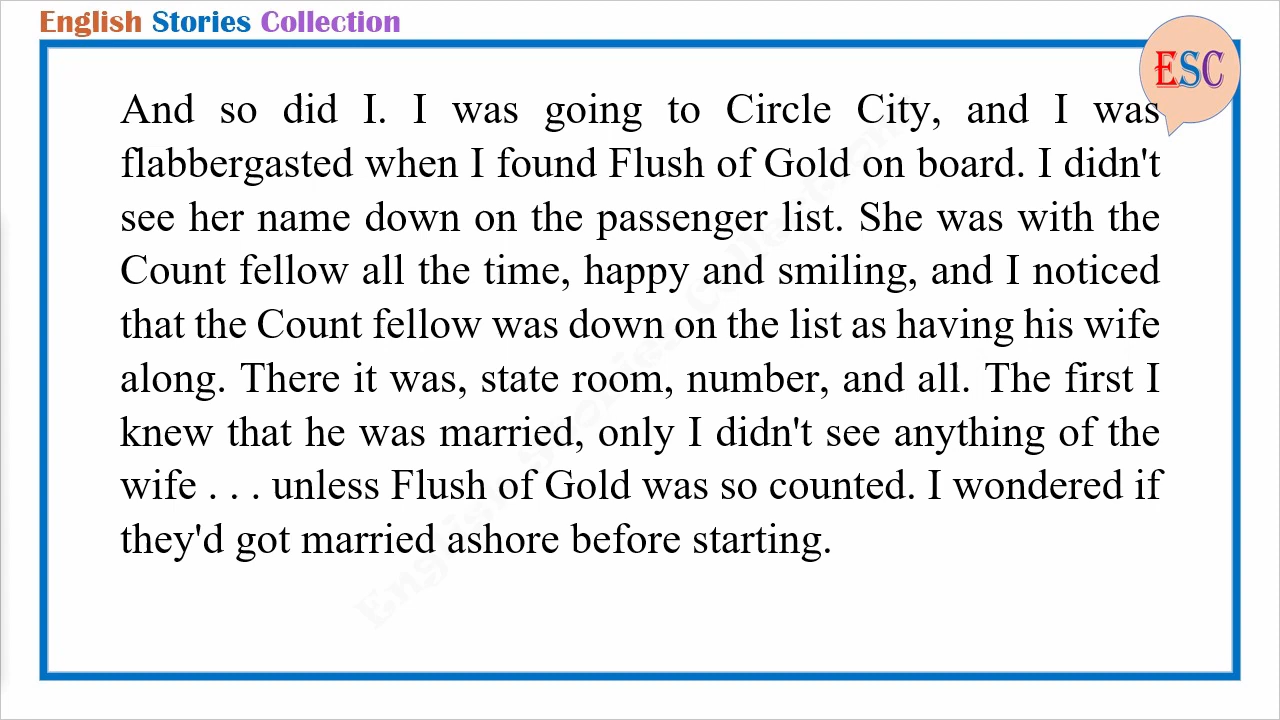 English Stories Collection
ESC
And so did I. I was going to Circle City, and I was
flabbergasted when I found Flush of Gold on board. I didn't
see her name down on the passenger list. She was with the
Count fellow all the time, happy and smiling, and I noticed
that the Count fellow was down on the list as having his wife
along. There it was, state room, number, and all. The first I
knew that he was married, only I didn't see anything of the
wife . . . unless Flush of Gold was so counted. I wondered if
they'd got married ashore before starting.
English Stories Collection